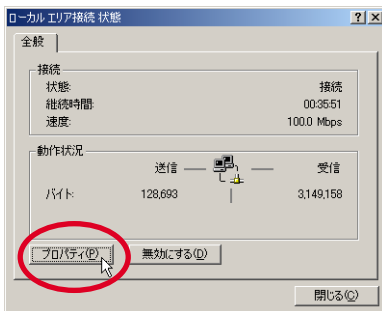 ローカル エリア接続 状態
全般
接続
状態: 接続
継続時間: 00:35:51
速度: 100.0 Mbps
動作状況
送信 受信
バイト: 128,693 3,149,158
プロパティ(P) 無効にする(D)
閉じる(C)